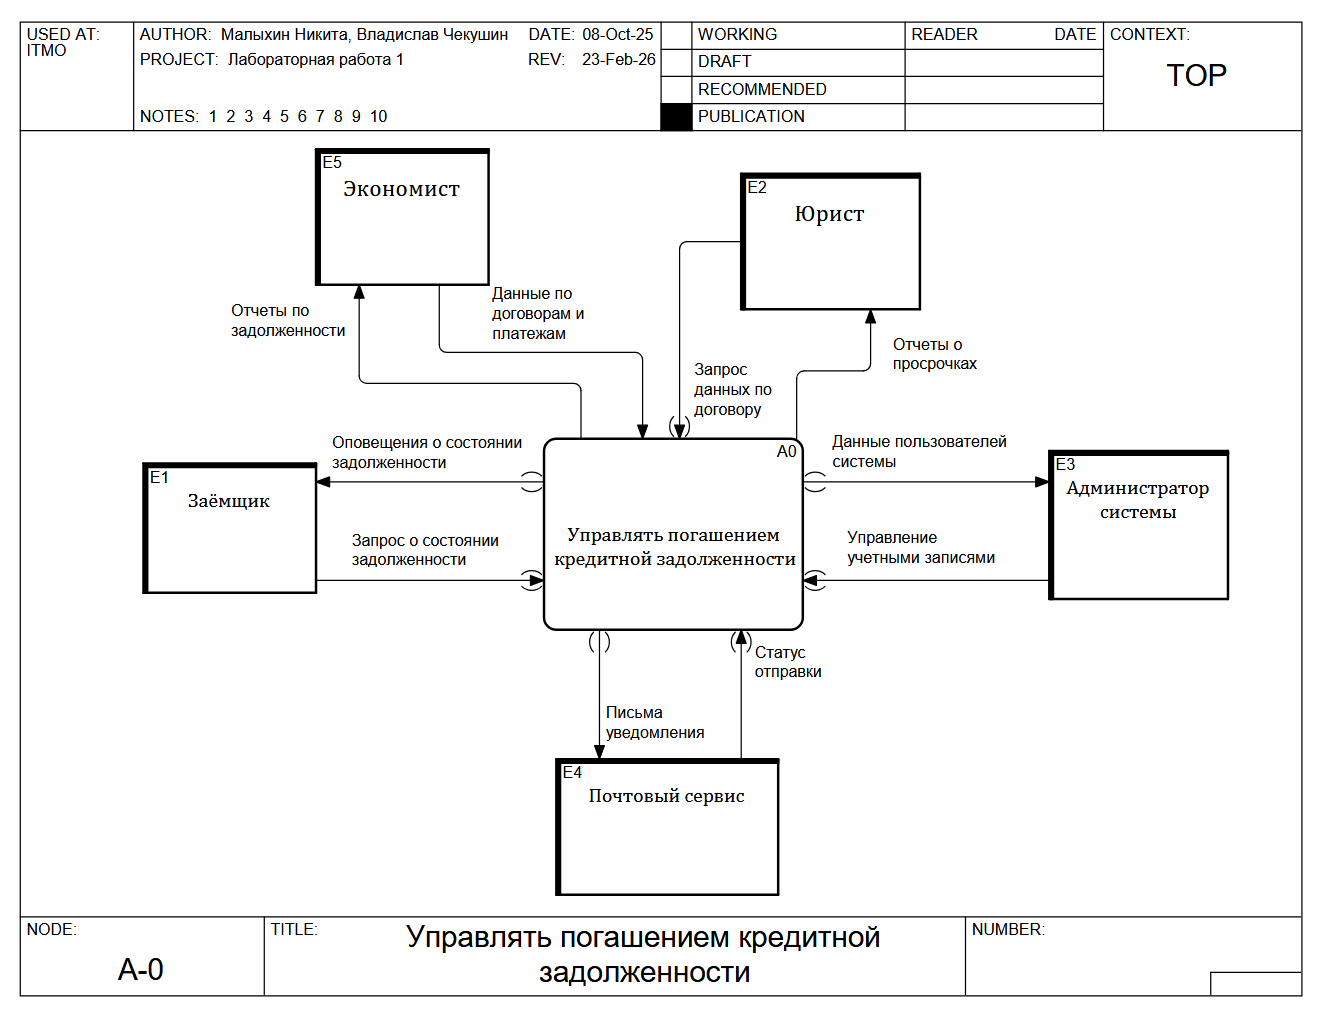 USED AT:
ITMO
AUTHOR: Малыхин Никита, Владислав Чекушин
DATE: 08-Oct-25
PROJECT: Лабораторная работа 1
REV: 23-Feb-26
NOTES: 1 2 3 4 5 6 7 8 9 10
WORKING
DRAFT
RECOMMENDED
PUBLICATION
READER
DATE
CONTEXT:
TOP
E5
Экономист
E2
Юрист
Отчеты по
задолженности
Данные по
договорам и
платежам
Запрос
данных по
договору
Отчеты о
просрочках
Оповещения о состоянии
задолженности
A0
Управлять погашением
кредитной задолженности
Данные пользователей
системы
E1
Заёмщик
E3
Администратор
системы
Запрос о состоянии
задолженности
Управление
учетными записями
Статус
отправки
Письма
уведомления
E4
Почтовый сервис
NODE:
A-0
TITLE:
Управлять погашением кредитной
задолженности
NUMBER: